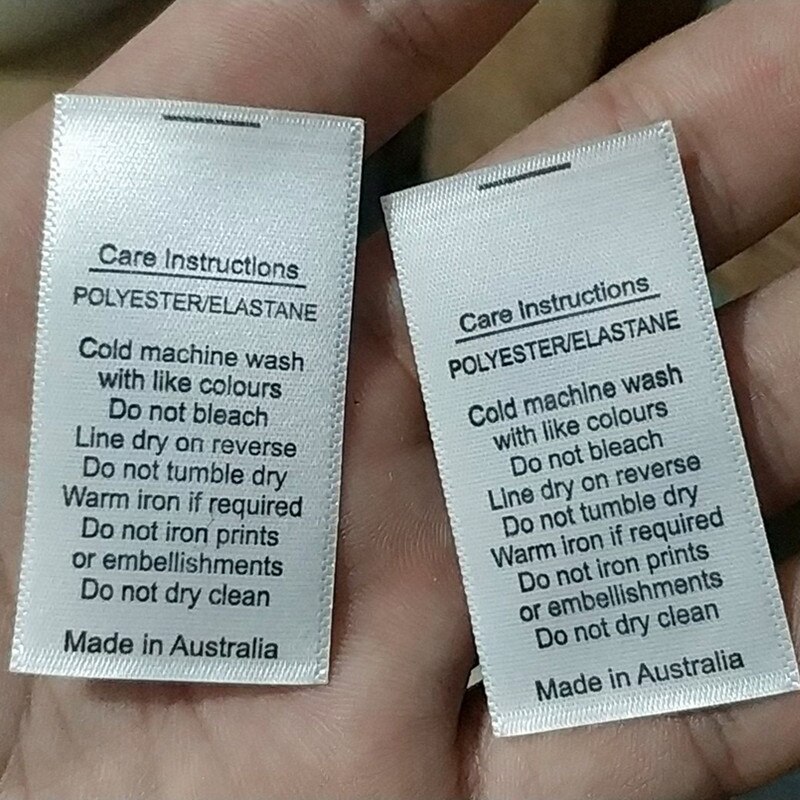 Care Instructions
POLYESTER/ELASTANE
Cold machine wash
with like colours
Do not bleach
Line dry on reverse
Do not tumble dry
Warm iron if required
Do not iron prints
or embellishments
Do not dry clean
Made in Australia
Care Instructions
POLYESTER/ELASTANE
Cold machine wash
with like colours
Do not bleach
Line dry on reverse
Do not tumble dry
Warm iron if required
Do not iron prints
or embellishments
Do not dry clean
Made in Australia